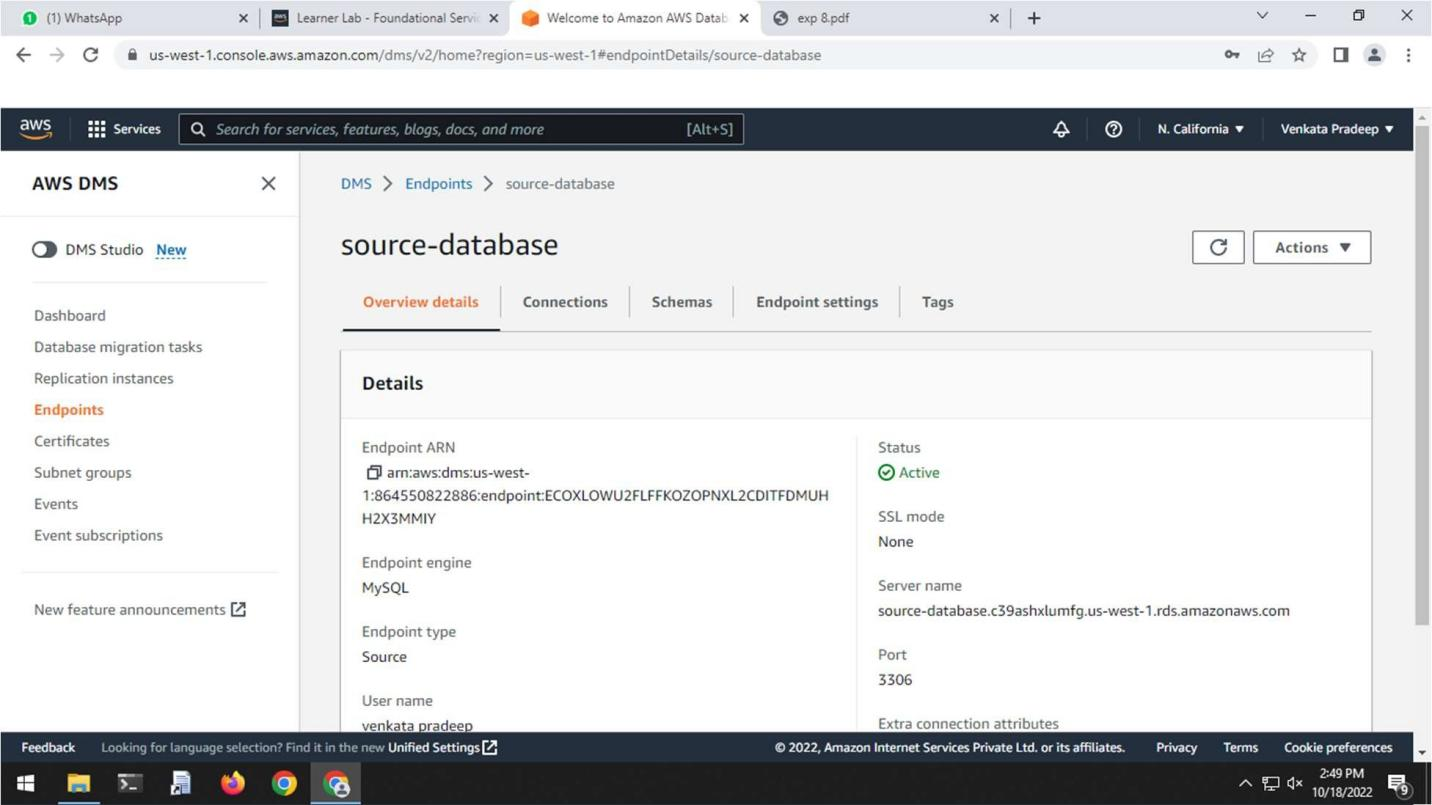 (1) WhatsApp
Learner Lab - Foundational Servic
Welcome to Amazon AWS Datab
exp 8.pdf
us-west-1.console.aws.amazon.com/dms/v2/home?region=us-west-1#endpointDetails/source-database
aws
Services
Search for services, features, blogs, docs, and more
[Alt+S]
N. California
Venkata Pradeep
AWS DMS
DMS Studio New
Dashboard
Database migration tasks
Replication instances
Endpoints
Certificates
Subnet groups
Events
Event subscriptions
New feature announcements
DMS
Endpoints
source-database
source-database
Actions
Overview details
Connections
Schemas
Endpoint settings
Tags
Details
Endpoint ARN
arn:aws:dms:us-west-
1:864550822886:endpoint:ECOXLOWU2FLFFKOZOPNXL2CDITFDMUH
H2X3MMIY
Endpoint engine
MySQL
Endpoint type
Source
User name
venkata pradeep
Status
Active
SSL mode
None
Server name
source-database.c39ashxlumfg.us-west-1.rds.amazonaws.com
Port
3306
Extra connection attributes
Feedback
Looking for language selection? Find it in the new Unified Settings
© 2022, Amazon Internet Services Private Ltd. or its affiliates.
Privacy
Terms
Cookie preferences
2:49 PM
10/18/2022
9